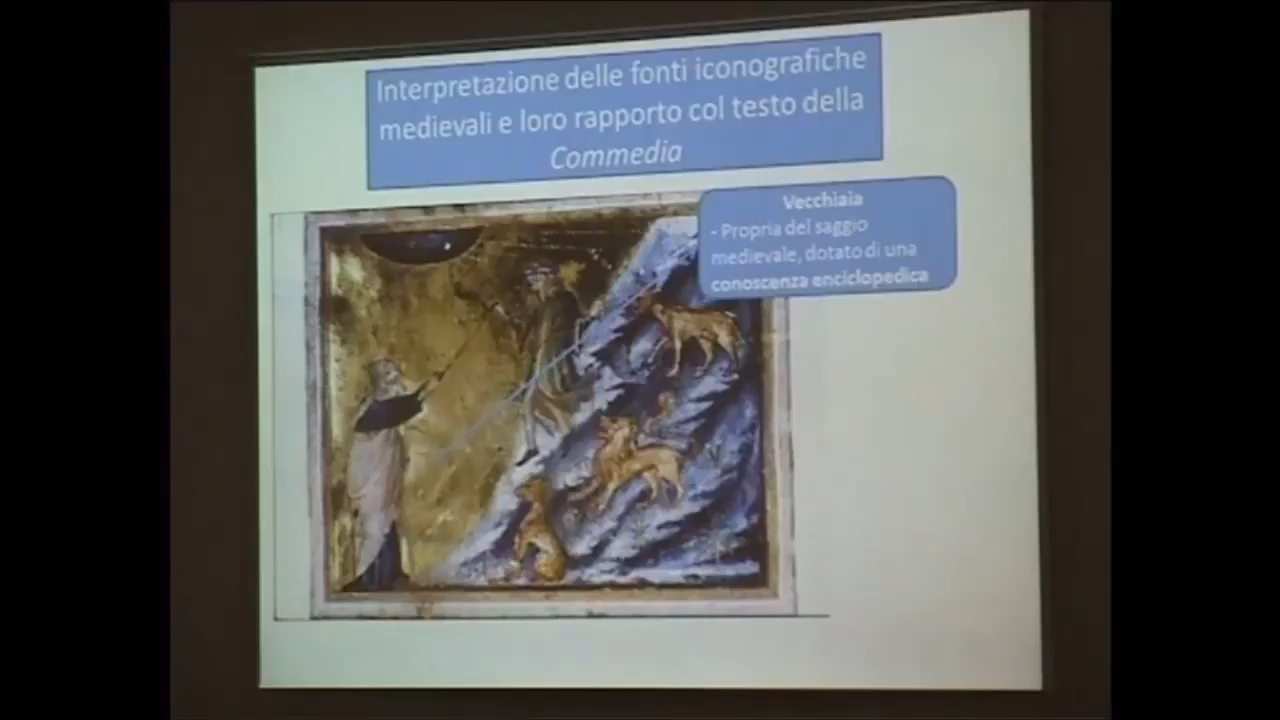 Interpretazione delle fonti iconografiche
medievali e loro rapporto col testo della
Commedia
Vecchiaia
- Propria del saggio
medievale, dotato di una
conoscenza enciclopedica